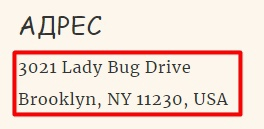 АДРЕС
3021 Lady Bug Drive
Brooklyn, NY 11230, USA